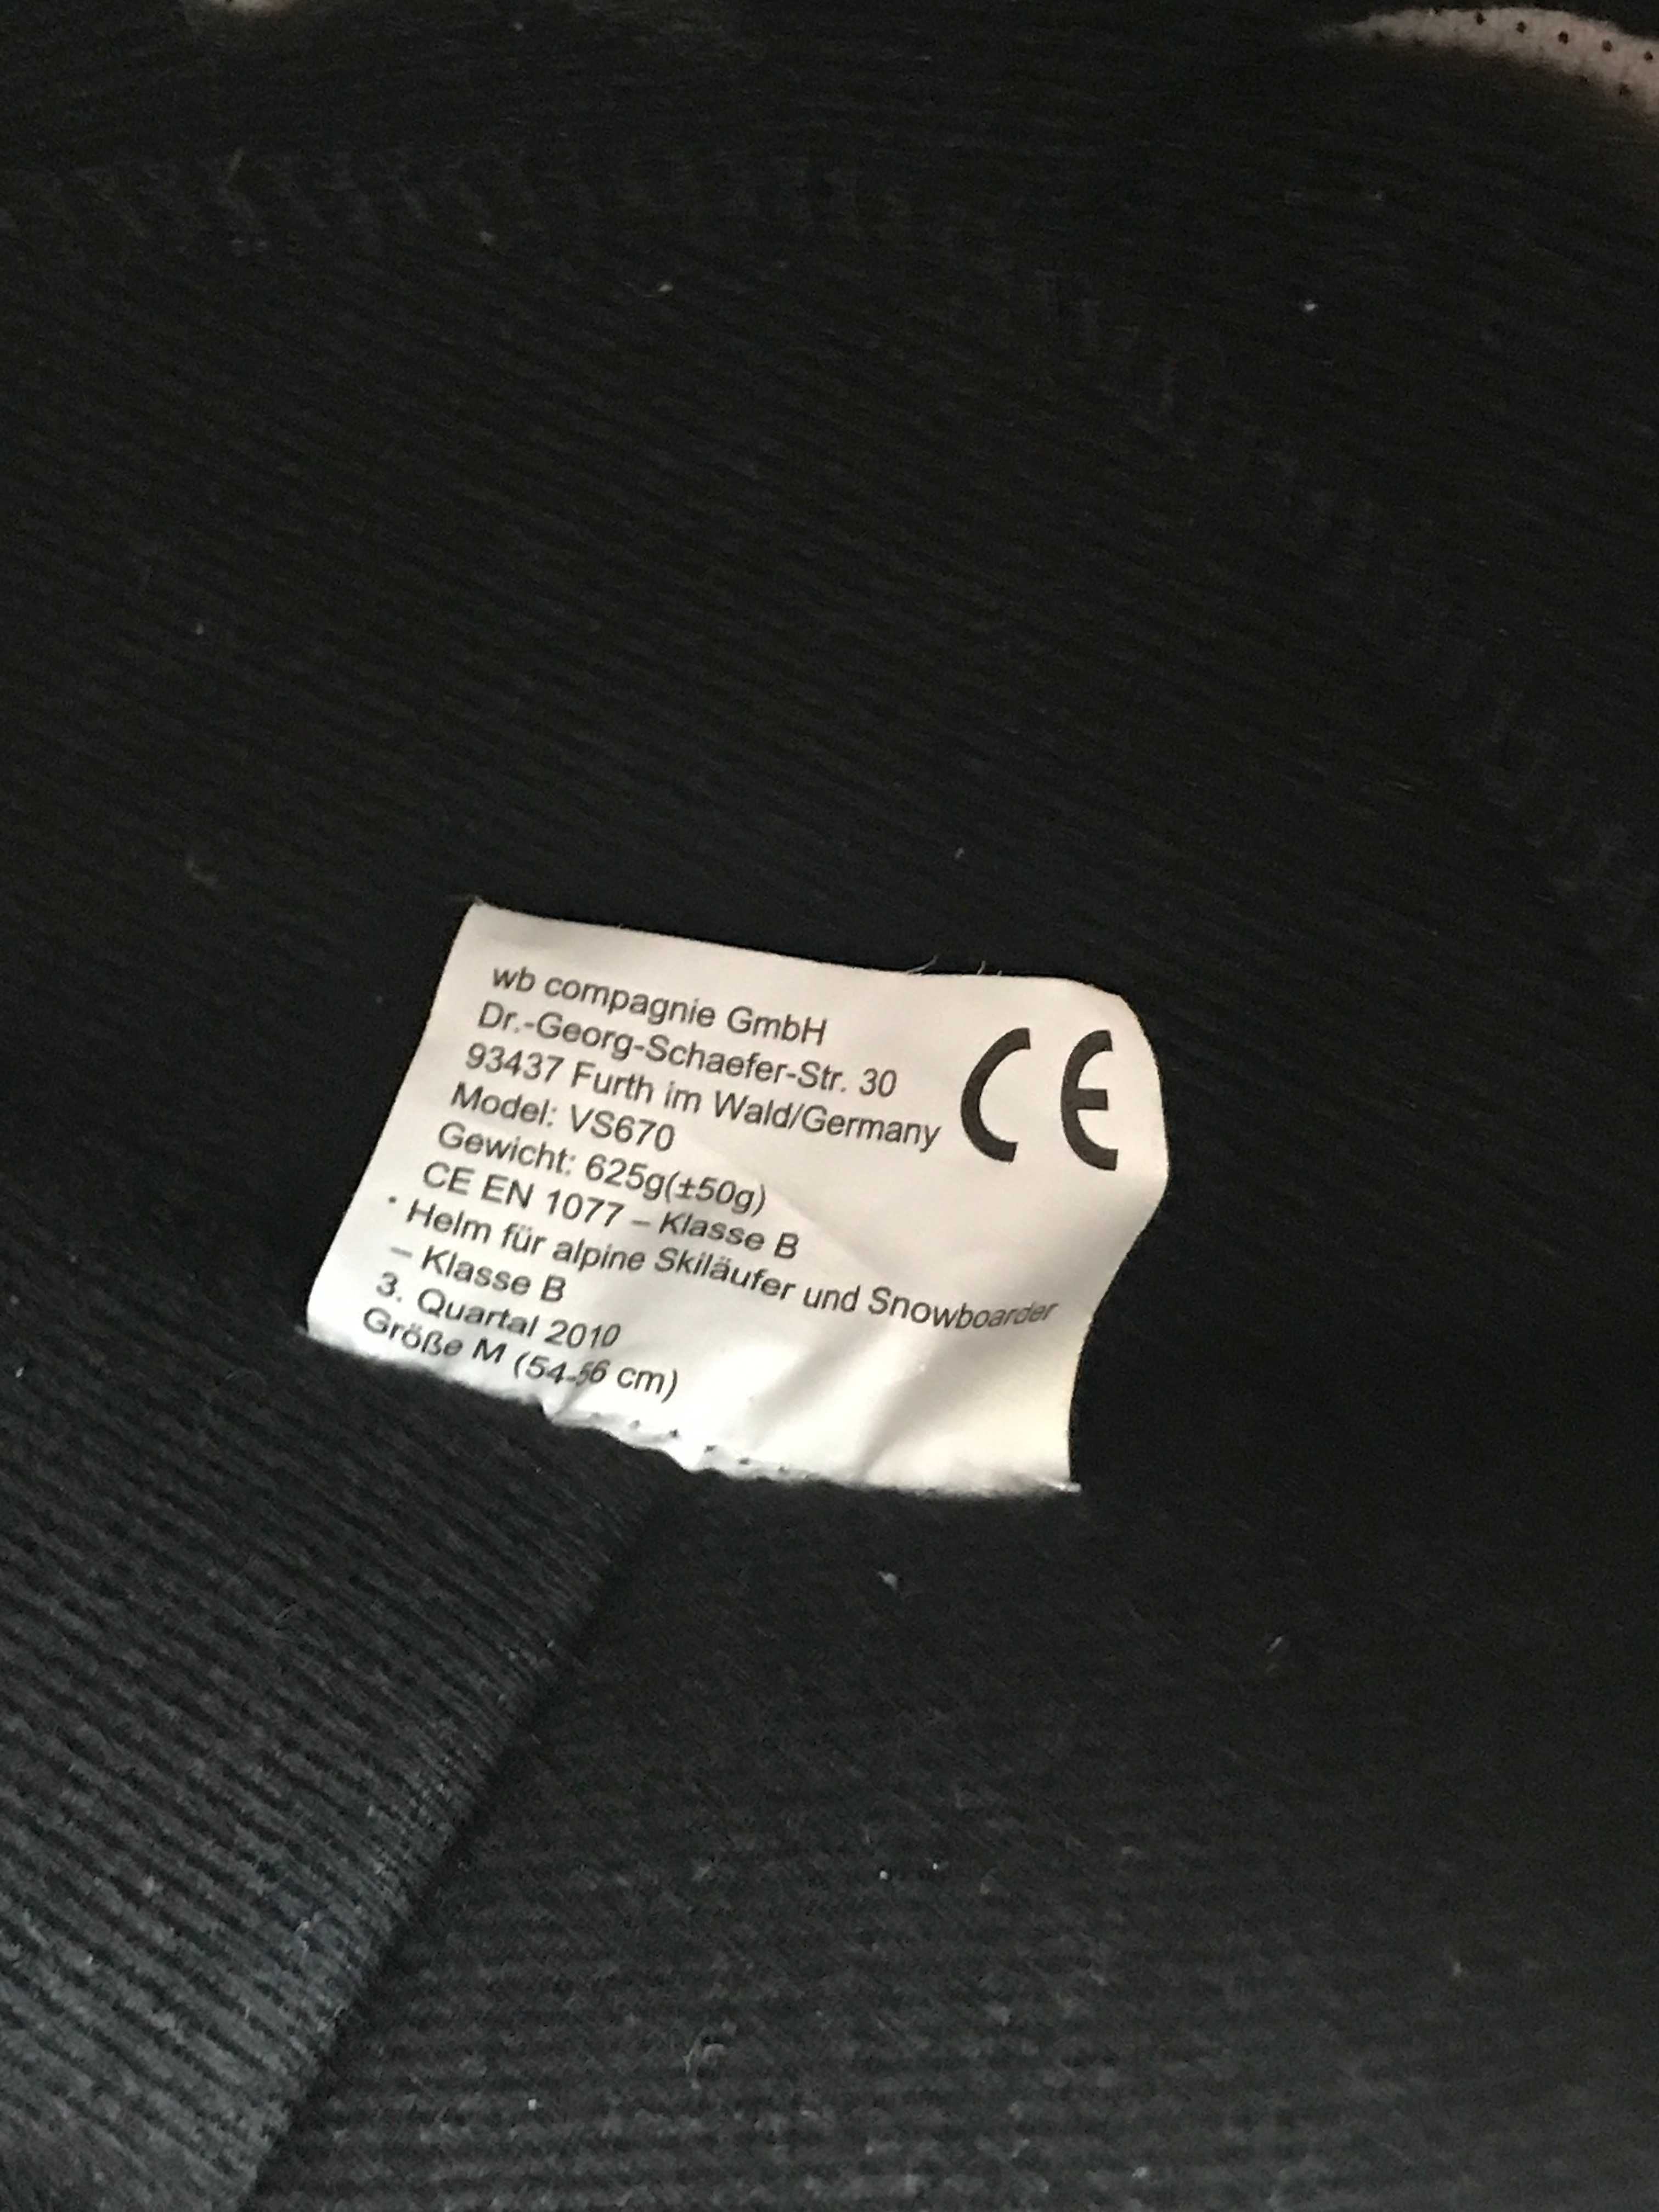 wb compagnie GmbH
Dr.-Georg-Schaefer-Str. 30
93437 Furth im Wald/Germany
CE
Model: VS670
Gewicht: 625g(±50g)
CE EN 1077 – Klasse B
• Helm für alpine Skiläufer und Snowboarder
– Klasse B
3. Quartal 2010
Größe M (54-56 cm)